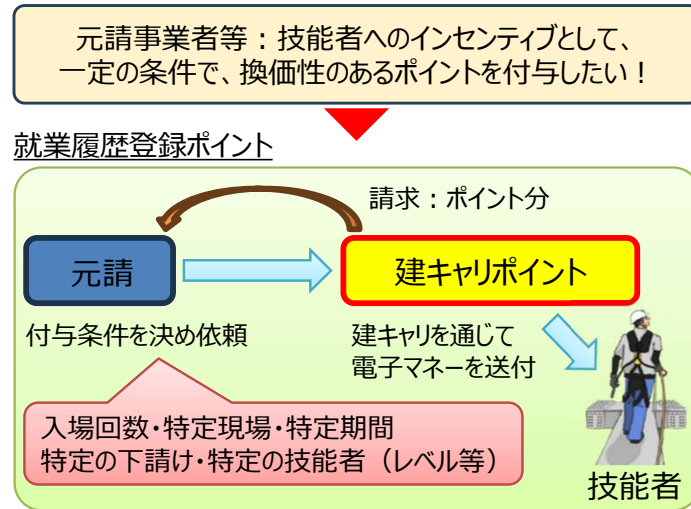 元請事業者等：技能者へのインセンティブとして、
一定の条件で、換価性のあるポイントを付与したい！
就業履歴登録ポイント
請求：ポイント分
元請
建キャリポイント
付与条件を決め依頼
建キャリを通じて
電子マネーを送付
入場回数・特定現場・特定期間
特定の下請け・特定の技能者（レベル等）
技能者